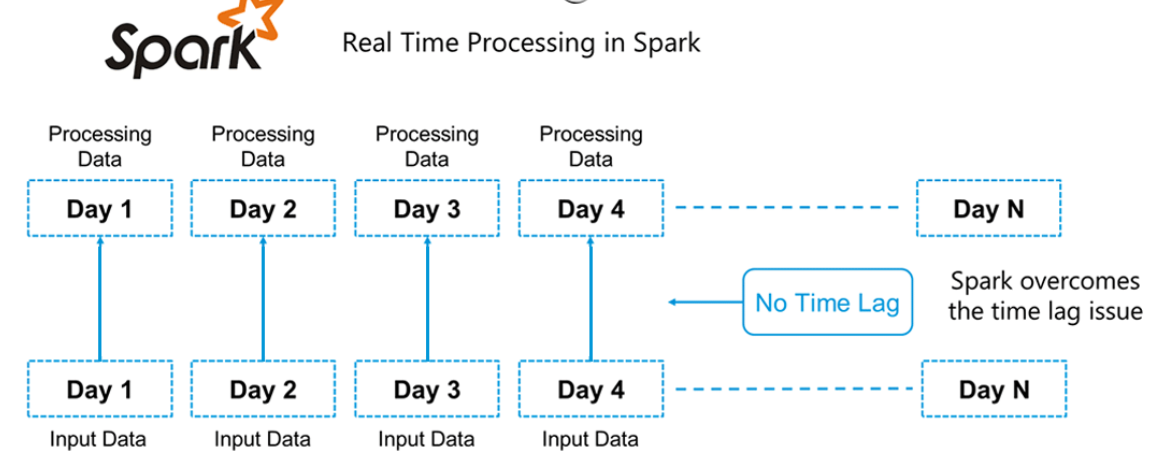 Spark
Real Time Processing in Spark
Processing
Data
Processing
Data
Processing
Data
Processing
Data
Day 1
Day 2
Day 3
Day 4
Day N
No Time Lag
Spark overcomes
the time lag issue
Day 1
Day 2
Day 3
Day 4
Day N
Input Data
Input Data
Input Data
Input Data